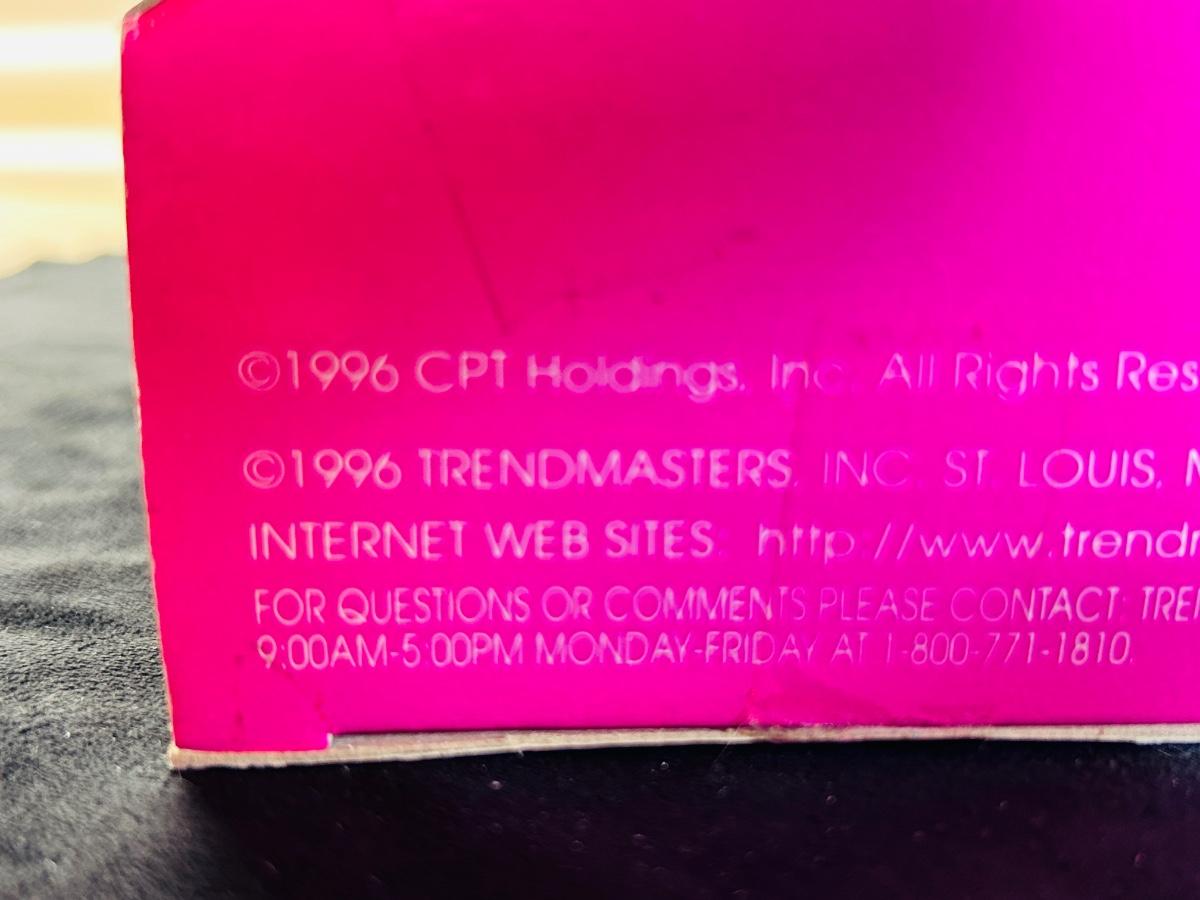 ©1996 CPT Holdings, Inc. All Rights Res
©1996 TRENDMASTERS, INC. ST. LOUIS, M
INTERNET WEB SITES: http://www.trendr
FOR QUESTIONS OR COMMENTS PLEASE CONTACT: TRE
9:00AM-5:00PM MONDAY-FRIDAY AT 1-800-771-1810.